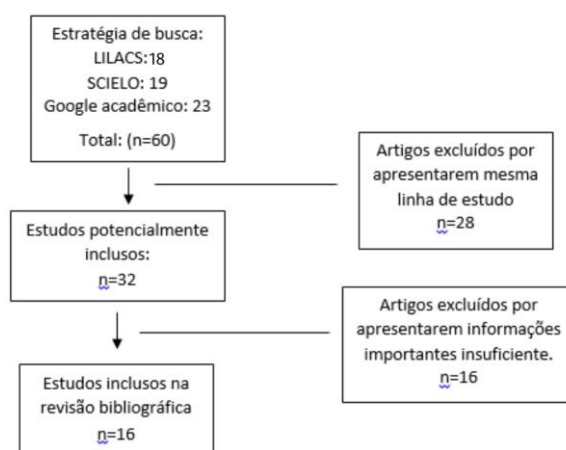 Estratégia de busca:
LILACS:18
SCIELO: 19
Google acadêmico: 23
Total: (n=60)
Artigos excluídos por
apresentarem mesma
linha de estudo
n=28
Estudos potencialmente
inclusos:
n=32
Artigos excluídos por
apresentarem informações
importantes insuficiente.
n=16
Estudos inclusos na
revisão bibliográfica
n=16